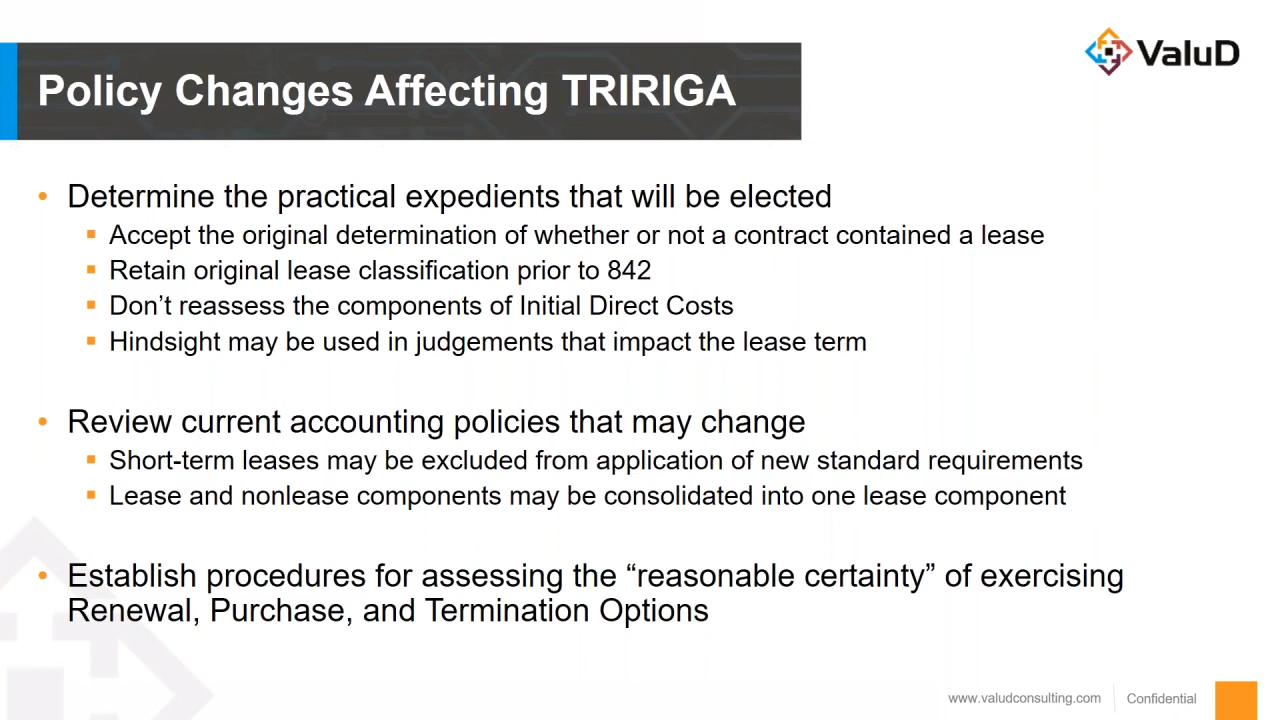 ValuD
Policy Changes Affecting TRIRIGA
• Determine the practical expedients that will be elected
▪ Accept the original determination of whether or not a contract contained a lease
▪ Retain original lease classification prior to 842
▪ Don’t reassess the components of Initial Direct Costs
▪ Hindsight may be used in judgements that impact the lease term
• Review current accounting policies that may change
▪ Short-term leases may be excluded from application of new standard requirements
▪ Lease and nonlease components may be consolidated into one lease component
• Establish procedures for assessing the “reasonable certainty” of exercising
Renewal, Purchase, and Termination Options
www.valudconsulting.com
Confidential